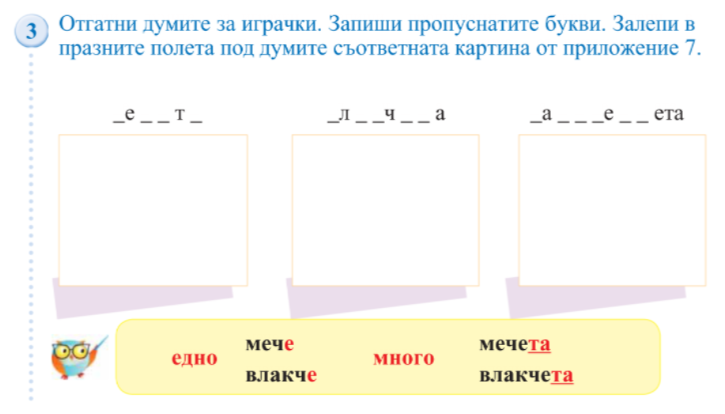 3 Отгатни думите за играчки. Запиши пропуснатите букви. Залепи в
празните полета под думите съответната картина от приложение 7.
_е _ _ т _ _л _ _ч _ _ а _а _ _ _е _ _ ета
едно мече много мечета
влакче влакчета